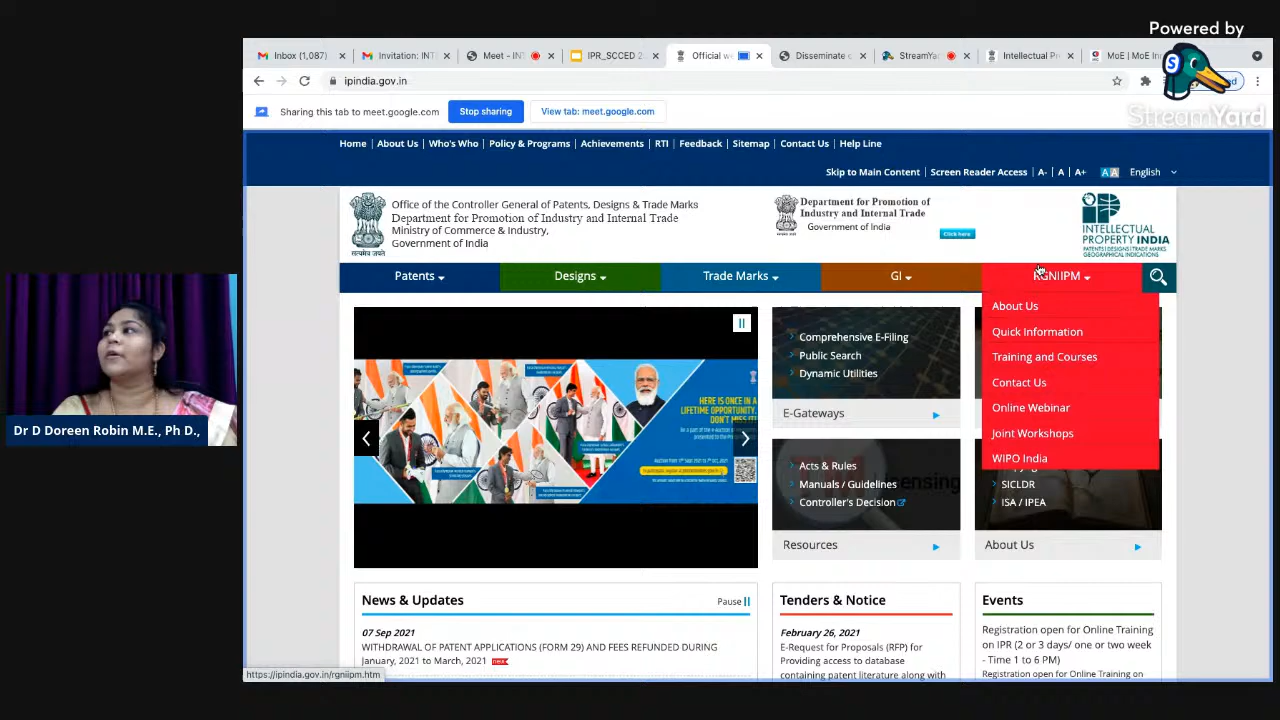 Powered by
StreamYard
Inbox (1,087)
Invitation: INT
Meet – INT
IPR_SCCED 2
Official w
Disseminate
StreamYa
Intellectual Pr
MoE | MoE In
ipindia.gov.in
Sharing this tab to meet.google.com
Stop sharing
View tab: meet.google.com
Home | About Us | Who's Who | Policy & Programs | Achievements | RTI | Feedback | Sitemap | Contact Us | Help Line
Skip to Main Content | Screen Reader Access | A- | A | A+ A A English
Office of the Controller General of Patents, Designs & Trade Marks
Department for Promotion of Industry and Internal Trade
Ministry of Commerce & Industry,
Government of India
सत्यमेव जयते
Department for Promotion of
Industry and Internal Trade
Government of India
Click here
INTELLECTUAL
PROPERTY INDIA
PATENTS | DESIGNS | TRADE MARKS
GEOGRAPHICAL INDICATIONS
Patents
Designs
Trade Marks
GI
RGNIIPM
About Us
Quick Information
Training and Courses
Contact Us
Online Webinar
Joint Workshops
WIPO India
HERE IS ONCE IN A
LIFETIME OPPORTUNITY.
Comprehensive E-Filing
Public Search
Dynamic Utilities
E-Gateways
Acts & Rules
Manuals / Guidelines
Controller's Decision
Resources
SICLDR
ISA / IPEA
About Us
Dr D Doreen Robin M.E., Ph D.,
News & Updates
Pause
07 Sep 2021
WITHDRAWAL OF PATENT APPLICATIONS (FORM 29) AND FEES REFUNDED DURING
January, 2021 to March, 2021 new
Tenders & Notice
February 26, 2021
E-Request for Proposals (RFP) for
Providing access to database
containing patent literature along with
Events
Registration open for Online Training
on IPR (2 or 3 days/ one or two week
- Time 1 to 6 PM)
Registration open for Online Training on
https://ipindia.gov.in/rgniipm.htm